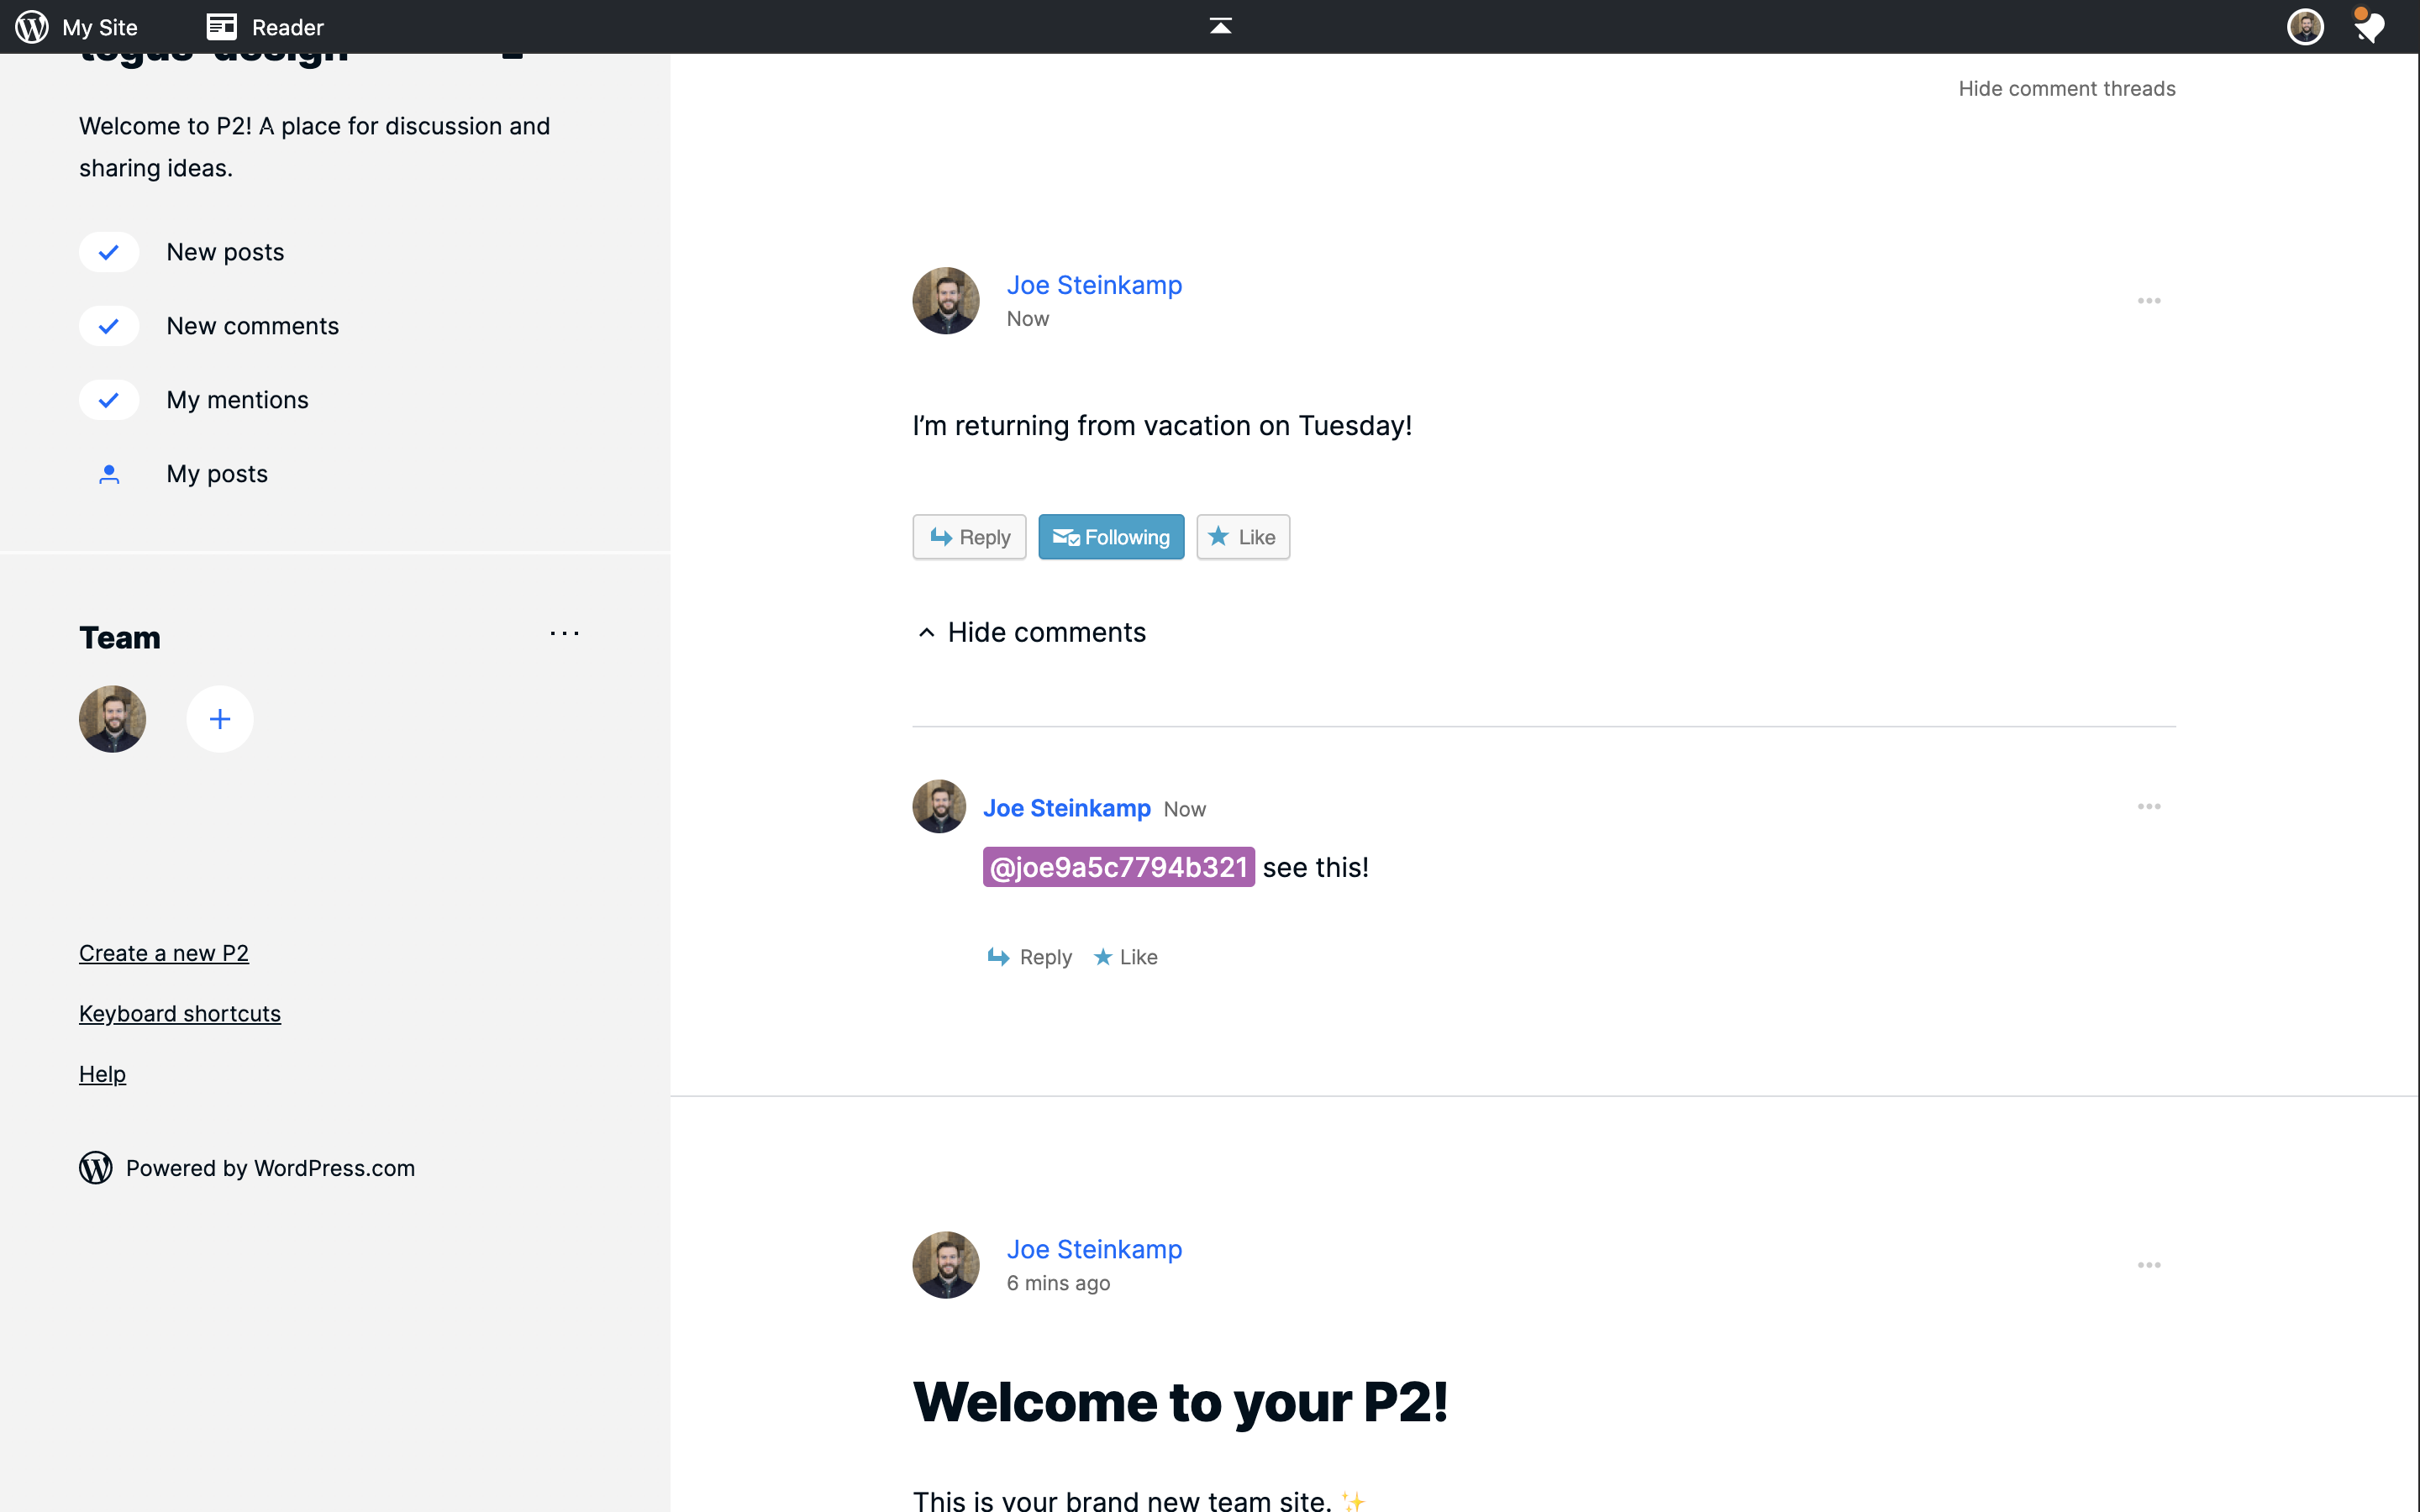 My Site
Reader
Welcome to P2! A place for discussion and
sharing ideas.
New posts
New comments
My mentions
My posts
Team
Create a new P2
Keyboard shortcuts
Help
Powered by WordPress.com
Hide comment threads
Joe Steinkamp
Now
I’m returning from vacation on Tuesday!
Reply
Following
Like
Hide comments
Joe Steinkamp Now
@joe9a5c7794b321 see this!
Reply
Like
Joe Steinkamp
6 mins ago
Welcome to your P2!
This is your brand new team site. ✨